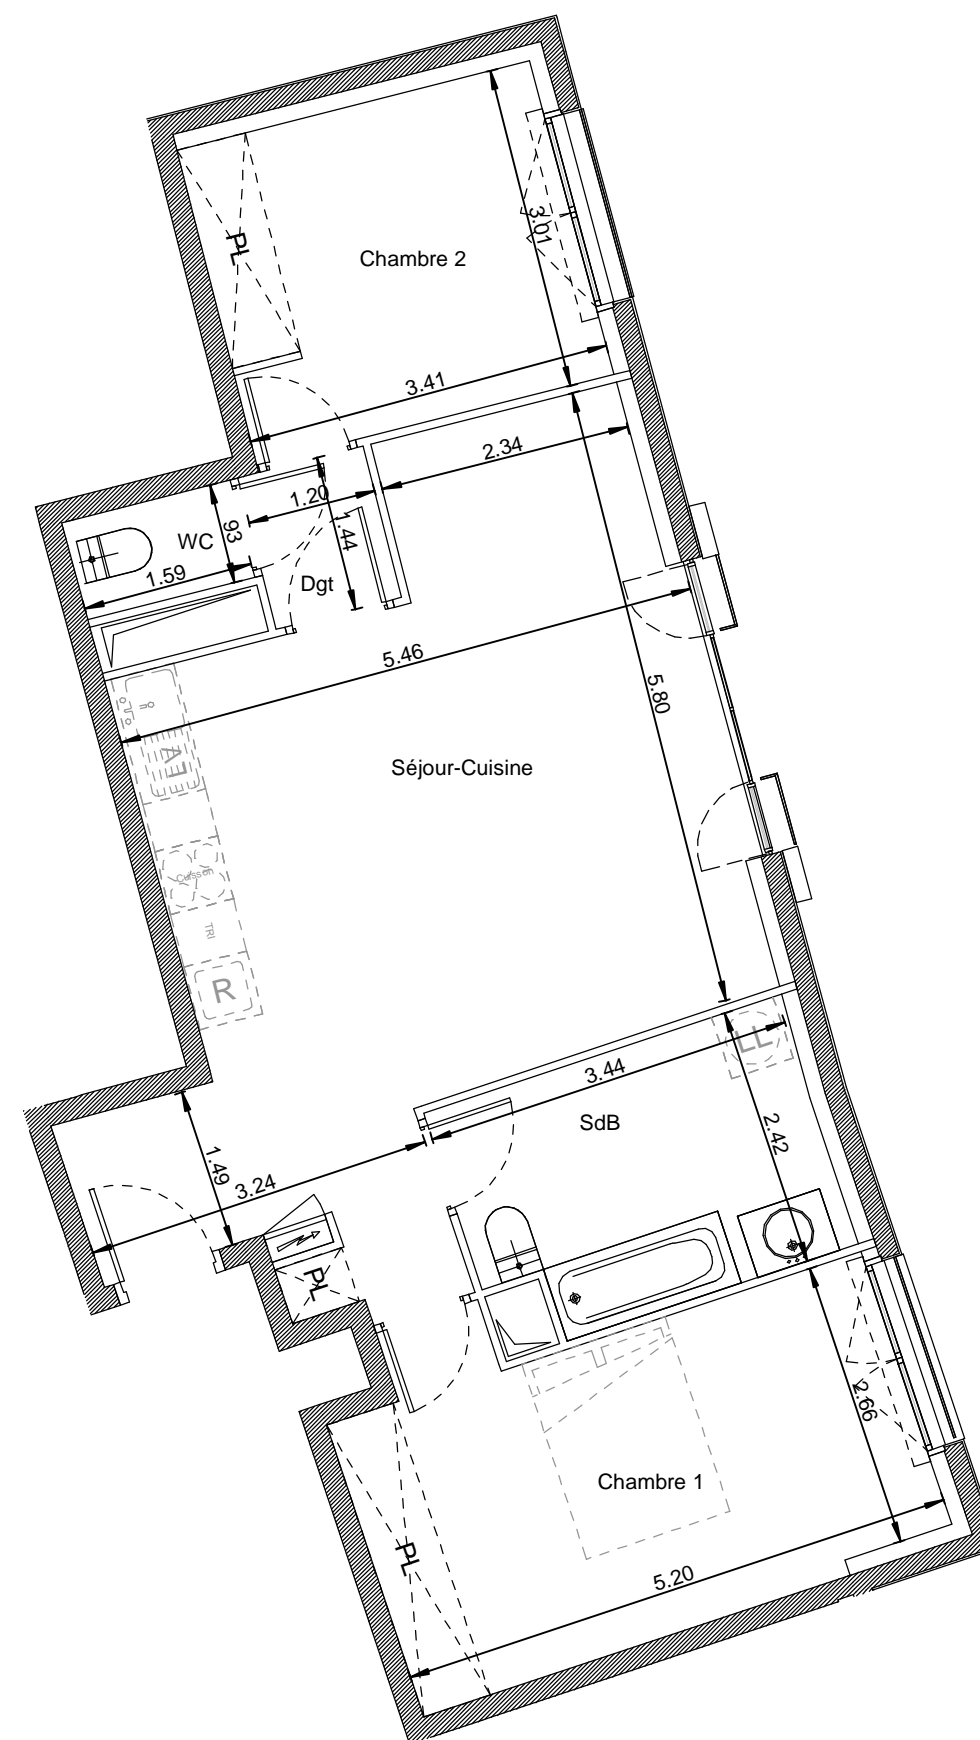 3.01
PL
Chambre 2
3.41
2.34
1.20
93
WC
1.44
1.59
Dgt
5.46
5.80
LV
Séjour-Cuisine
Cuisson
TRI
R
LL
3.44
SdB
2.42
1.49
3.24
PL
2.66
Chambre 1
PL
5.20